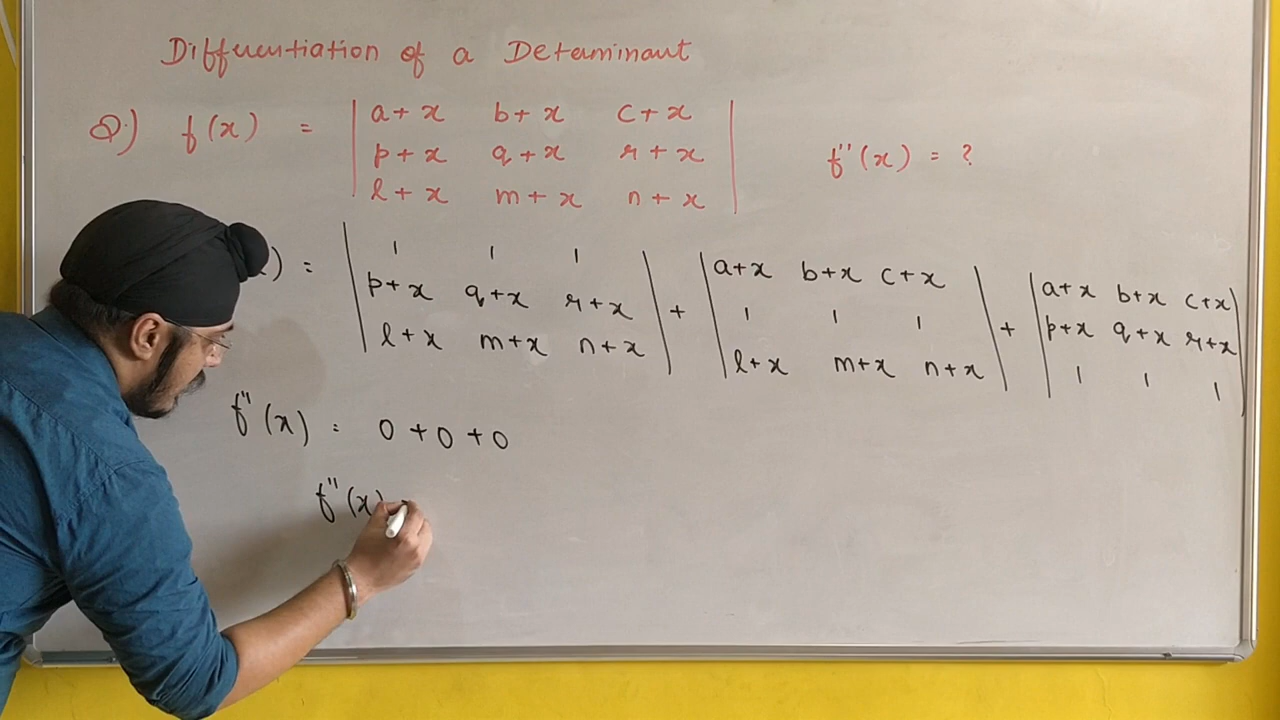 Differentiation of a Determinant
Q.) f(x) = | a+x b+x c+x |
| p+x q+x r+x | f''(x) = ?
| l+x m+x n+x |
) = | 1 1 1 | + | a+x b+x c+x | + | a+x b+x c+x |
| p+x q+x r+x | | 1 1 1 | | p+x q+x r+x |
| l+x m+x n+x | | l+x m+x n+x | | 1 1 1 |
f''(x) = 0+0+0
f''(x)